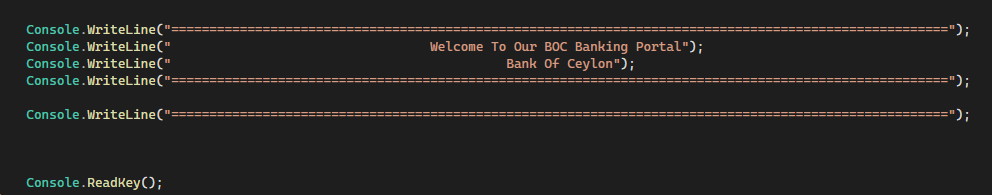 Console.WriteLine("======================================================================================================");
Console.WriteLine("                                  Welcome To Our BOC Banking Portal");
Console.WriteLine("                                            Bank Of Ceylon");
Console.WriteLine("======================================================================================================");
Console.WriteLine("======================================================================================================");
Console.ReadKey();